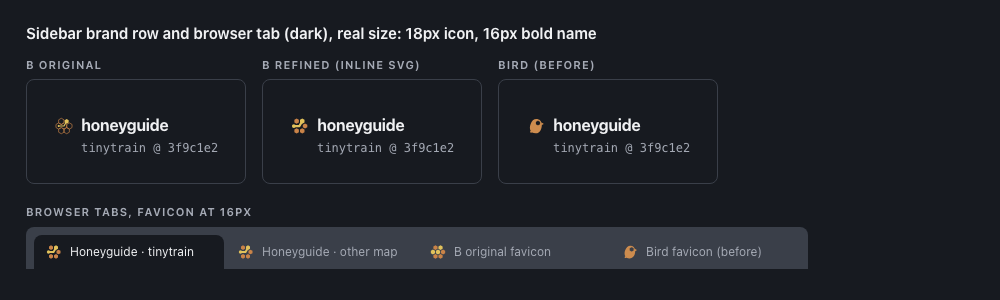 Sidebar brand row and browser tab (dark), real size: 18px icon, 16px bold name
B ORIGINAL
B REFINED (INLINE SVG)
BIRD (BEFORE)
honeyguide
tinytrain @ 3f9c1e2
honeyguide
tinytrain @ 3f9c1e2
honeyguide
tinytrain @ 3f9c1e2
BROWSER TABS, FAVICON AT 16PX
Honeyguide · tinytrain
Honeyguide · other map
B original favicon
Bird favicon (before)